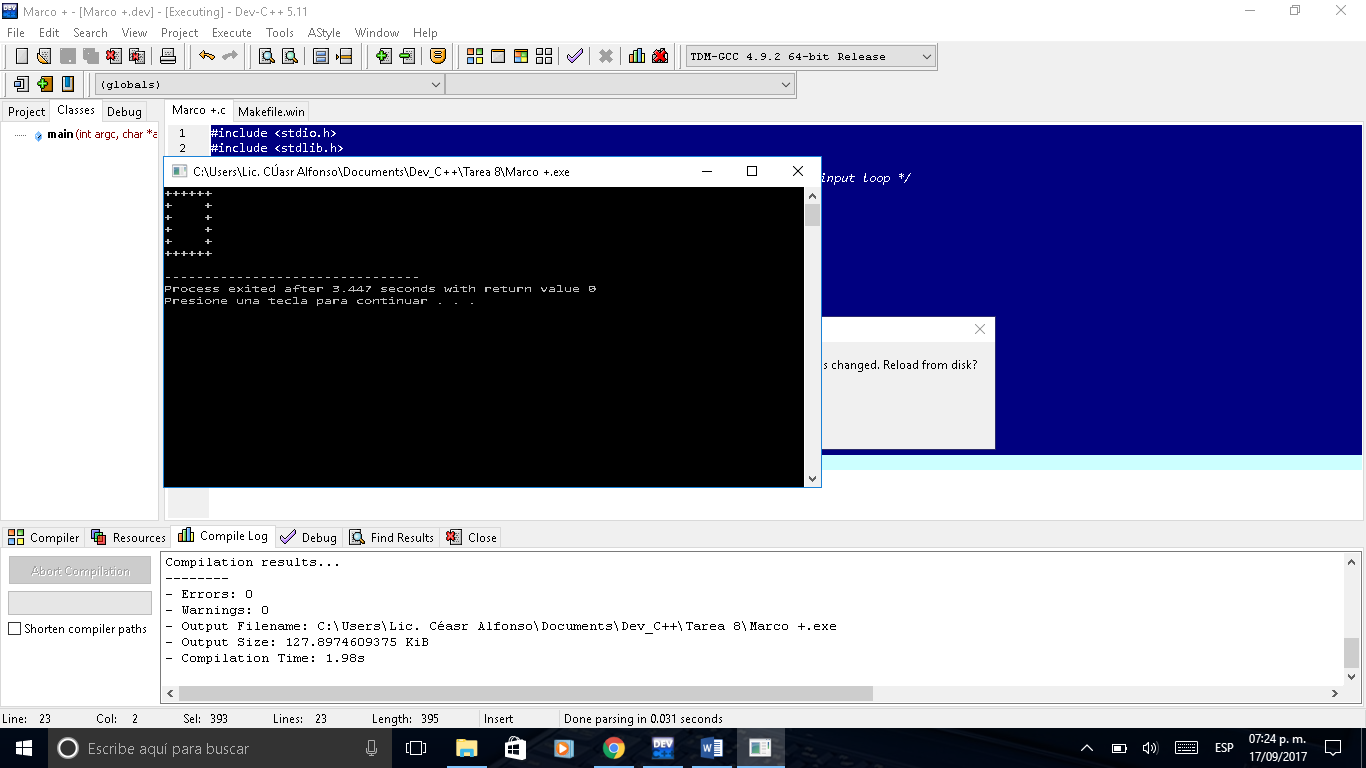 Marco + - [Marco +.dev] - [Executing] - Dev-C++ 5.11
File Edit Search View Project Execute Tools AStyle Window Help
TDM-GCC 4.9.2 64-bit Release
(globals)
Project Classes Debug
Marco +.c Makefile.win
main (int argc, char *a
1 #include <stdio.h>
2 #include <stdlib.h>
input loop */
C:\Users\Lic. CÚasr Alfonso\Documents\Dev_C++\Tarea 8\Marco +.exe
++++++
+    +
+    +
+    +
+    +
++++++
--------------------------------
Process exited after 3.447 seconds with return value 0
Presione una tecla para continuar . . .
s changed. Reload from disk?
Compiler Resources Compile Log Debug Find Results Close
Abort Compilation
Shorten compiler paths
Compilation results...
--------
- Errors: 0
- Warnings: 0
- Output Filename: C:\Users\Lic. Céasr Alfonso\Documents\Dev_C++\Tarea 8\Marco +.exe
- Output Size: 127.8974609375 KiB
- Compilation Time: 1.98s
Line: 23 Col: 2 Sel: 393 Lines: 23 Length: 395 Insert Done parsing in 0.031 seconds
Escribe aquí para buscar
DEV
ESP
07:24 p. m.
17/09/2017